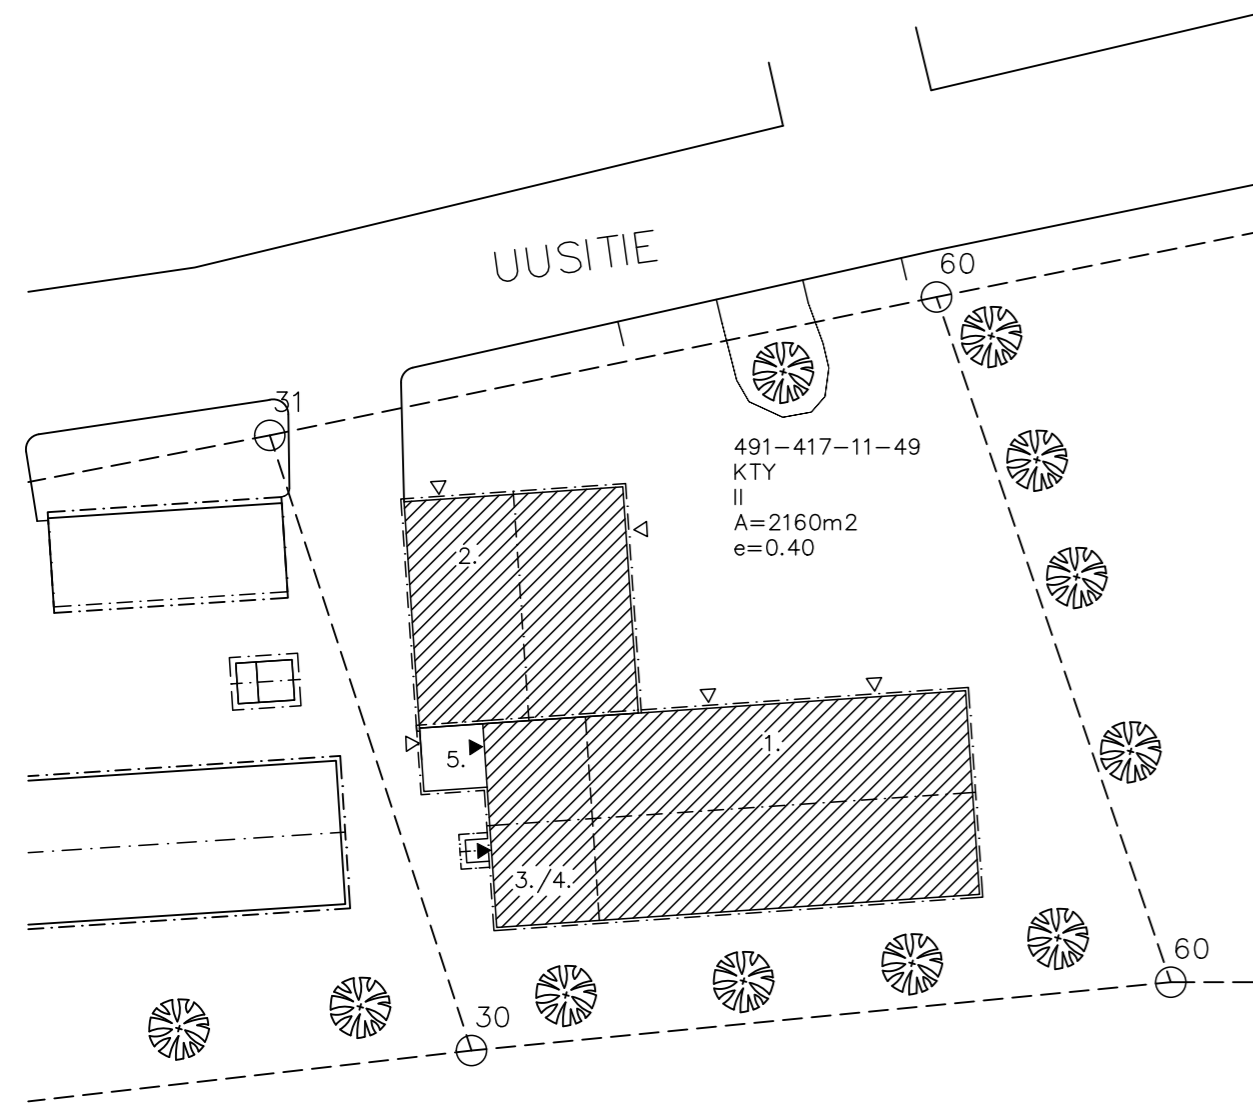 UUSITIE
60
31
491-417-11-49
KTY
II
A=2160m2
e=0.40
2.
1.
5.
3./4.
60
30